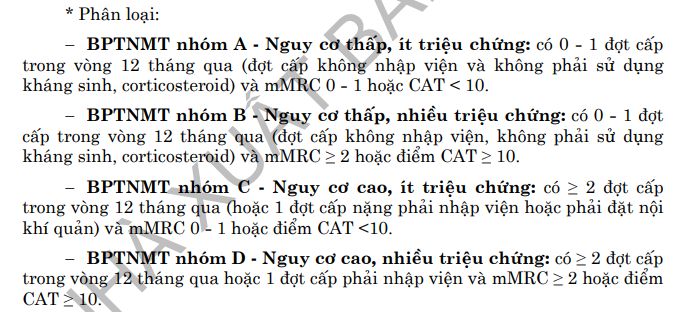 * Phân loại:
– BPTNMT nhóm A - Nguy cơ thấp, ít triệu chứng: có 0 - 1 đợt cấp
trong vòng 12 tháng qua (đợt cấp không nhập viện và không phải sử dụng
kháng sinh, corticosteroid) và mMRC 0 - 1 hoặc CAT < 10.
– BPTNMT nhóm B - Nguy cơ thấp, nhiều triệu chứng: có 0 - 1 đợt
cấp trong vòng 12 tháng qua (đợt cấp không nhập viện, không phải sử dụng
kháng sinh, corticosteroid) và mMRC ≥ 2 hoặc điểm CAT ≥ 10.
– BPTNMT nhóm C - Nguy cơ cao, ít triệu chứng: có ≥ 2 đợt cấp
trong vòng 12 tháng qua (hoặc 1 đợt cấp nặng phải nhập viện hoặc phải đặt nội
khí quản) và mMRC 0 - 1 hoặc điểm CAT <10.
– BPTNMT nhóm D - Nguy cơ cao, nhiều triệu chứng: có ≥ 2 đợt cấp
trong vòng 12 tháng qua hoặc 1 đợt cấp phải nhập viện và mMRC ≥ 2 hoặc điểm
CAT ≥ 10.
NHÀ XUẤT BẢN